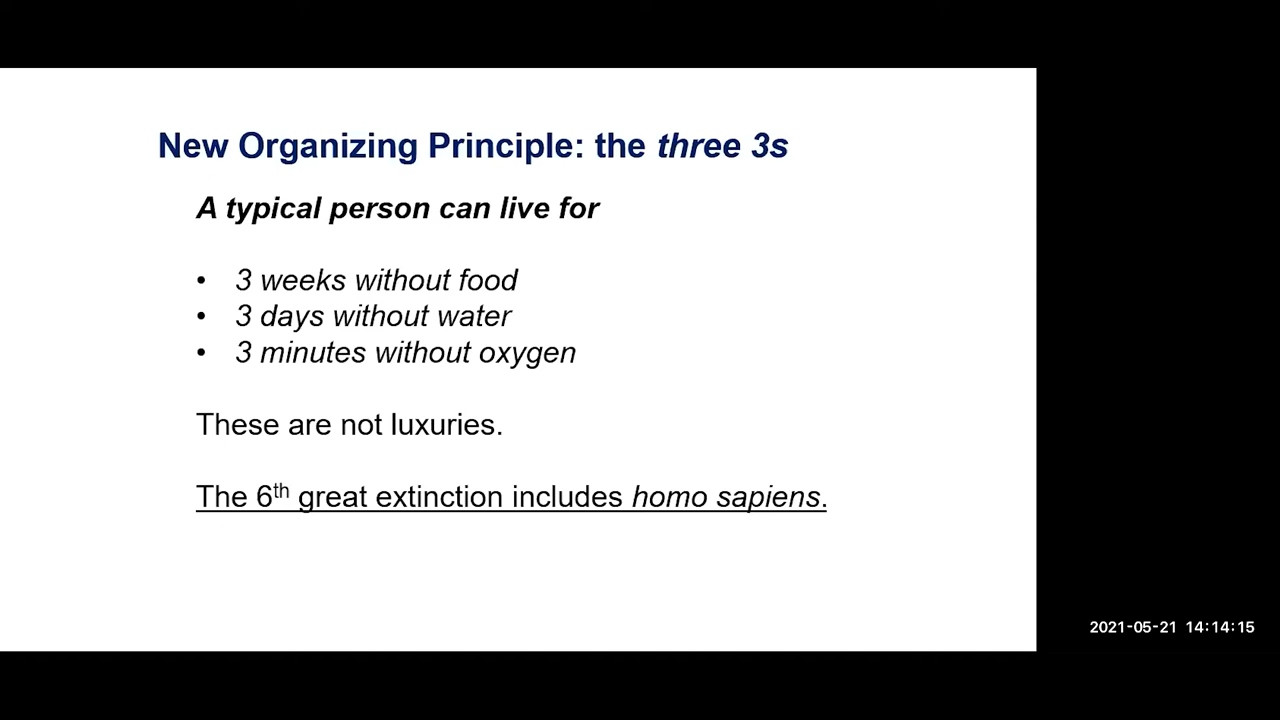 New Organizing Principle: the three 3s
A typical person can live for
• 3 weeks without food
• 3 days without water
• 3 minutes without oxygen
These are not luxuries.
The 6th great extinction includes homo sapiens.
2021-05-21 14:14:15